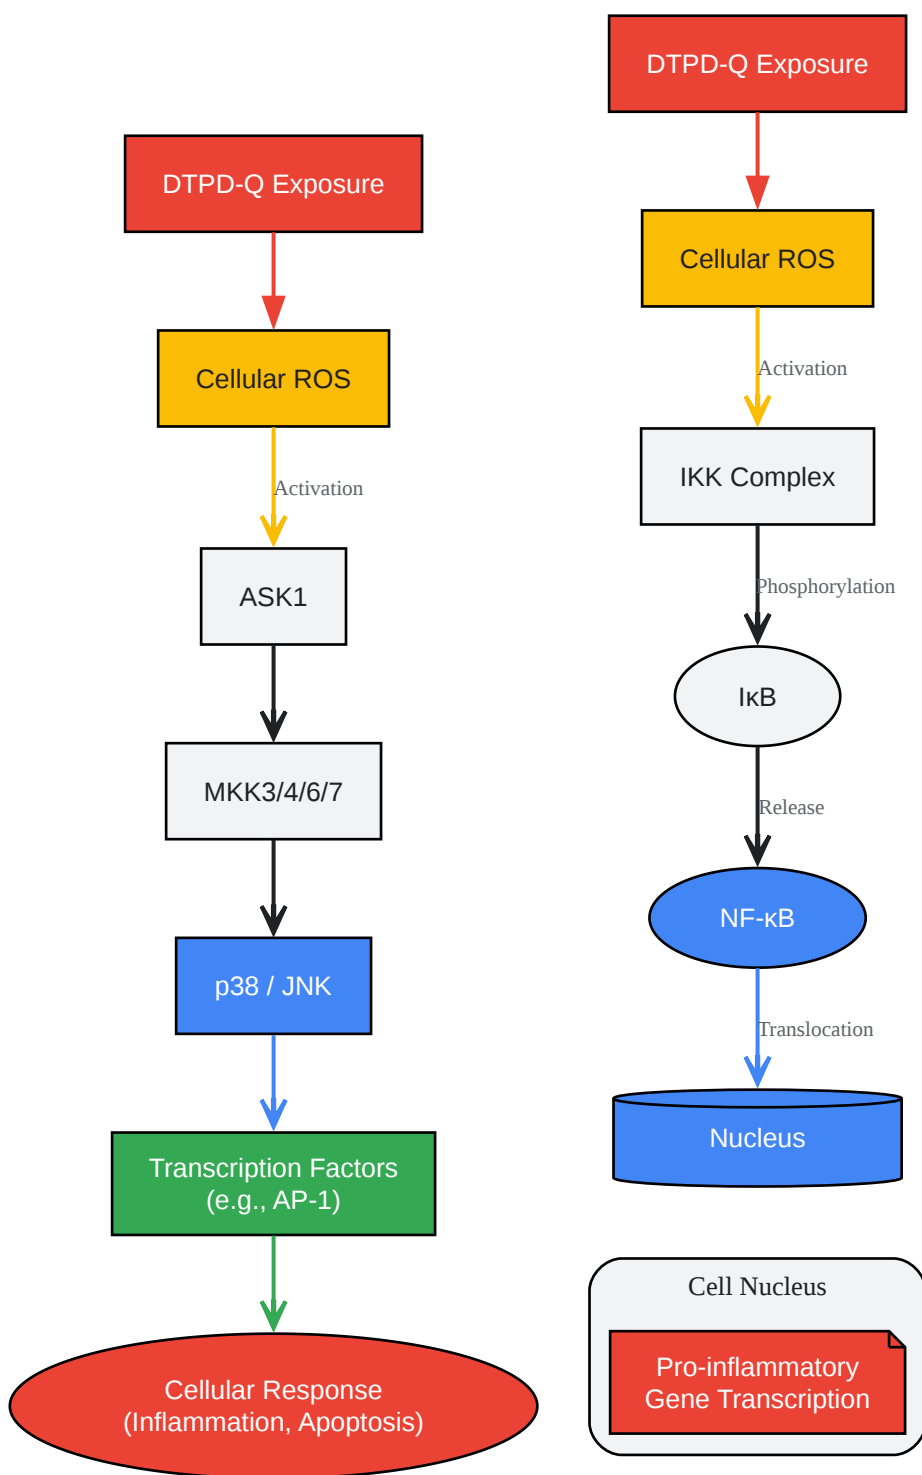 DTPD-Q Exposure
Cellular ROS
Activation
ASK1
MKK3/4/6/7
p38 / JNK
Transcription Factors
(e.g., AP-1)
Cellular Response
(Inflammation, Apoptosis)
DTPD-Q Exposure
Cellular ROS
Activation
IKK Complex
Phosphorylation
IκB
Release
NF-κB
Translocation
Nucleus
Cell Nucleus
Pro-inflammatory
Gene Transcription